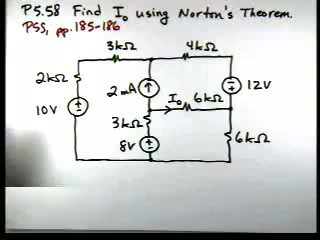 P5.58 Find I₀ using Norton's Theorem.
PSS, pp. 185-186
3kΩ 4kΩ
2kΩ 2mA 12V
10V I₀ 6kΩ
3kΩ
8V 6kΩ